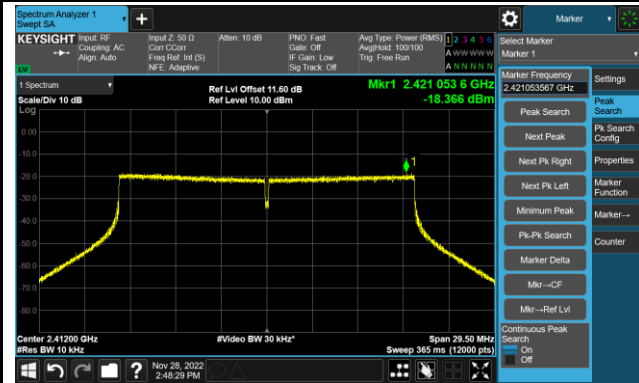 Spectrum Analyzer 1
Swept SA
Marker
KEYSIGHT
Input: RF
Coupling: AC
Align: Auto
Input Z: 50 Ω
Corr CCorr
Freq Ref: Int (S)
NFE: Adaptive
Atten: 10 dB
PNO: Fast
Gate: Off
IF Gain: Low
Sig Track: Off
Avg Type: Power (RMS)
Avg|Hold: 100/100
Trig: Free Run
1 2 3 4 5 6
A W W W W W
A N N N N N
Select Marker
Marker 1
1 Spectrum
Scale/Div 10 dB
Log
Ref Lvl Offset 11.60 dB
Ref Level 10.00 dBm
Mkr1 2.421 053 6 GHz
-18.366 dBm
0.00
-10.0
-20.0
-30.0
-40.0
-50.0
-60.0
-70.0
-80.0
1
Center 2.41200 GHz
#Res BW 10 kHz
#Video BW 30 kHz*
Span 29.50 MHz
Sweep 365 ms (12000 pts)
Marker Frequency
2.421053567 GHz
Peak Search
Next Peak
Next Pk Right
Next Pk Left
Minimum Peak
Pk-Pk Search
Marker Delta
Mkr→CF
Mkr→Ref Lvl
Continuous Peak
Search
On
Off
Settings
Peak
Search
Pk Search
Config
Properties
Marker
Function
Marker→
Counter
Nov 28, 2022
2:48:29 PM